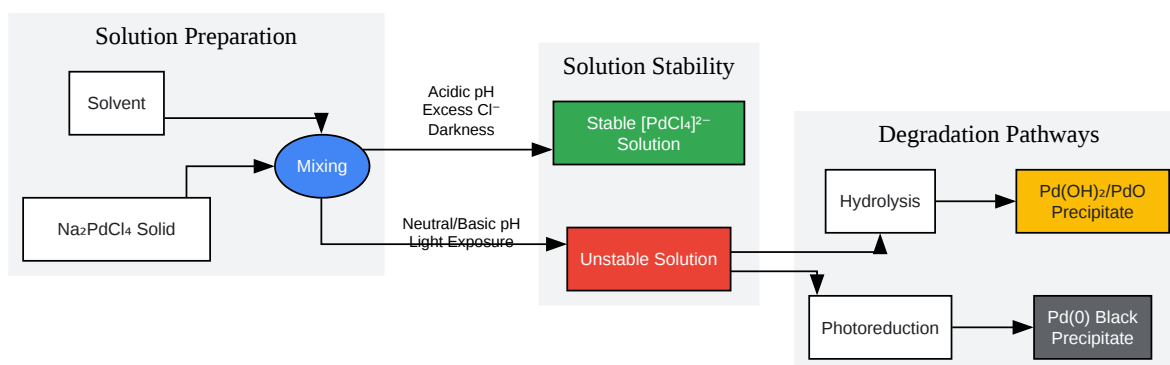 Solution Preparation
Solvent
Na₂PdCl₄ Solid
Mixing
Acidic pH
Excess Cl⁻
Darkness
Neutral/Basic pH
Light Exposure
Solution Stability
Stable [PdCl₄]²⁻
Solution
Unstable Solution
Degradation Pathways
Hydrolysis
Pd(OH)₂/PdO
Precipitate
Photoreduction
Pd(0) Black
Precipitate